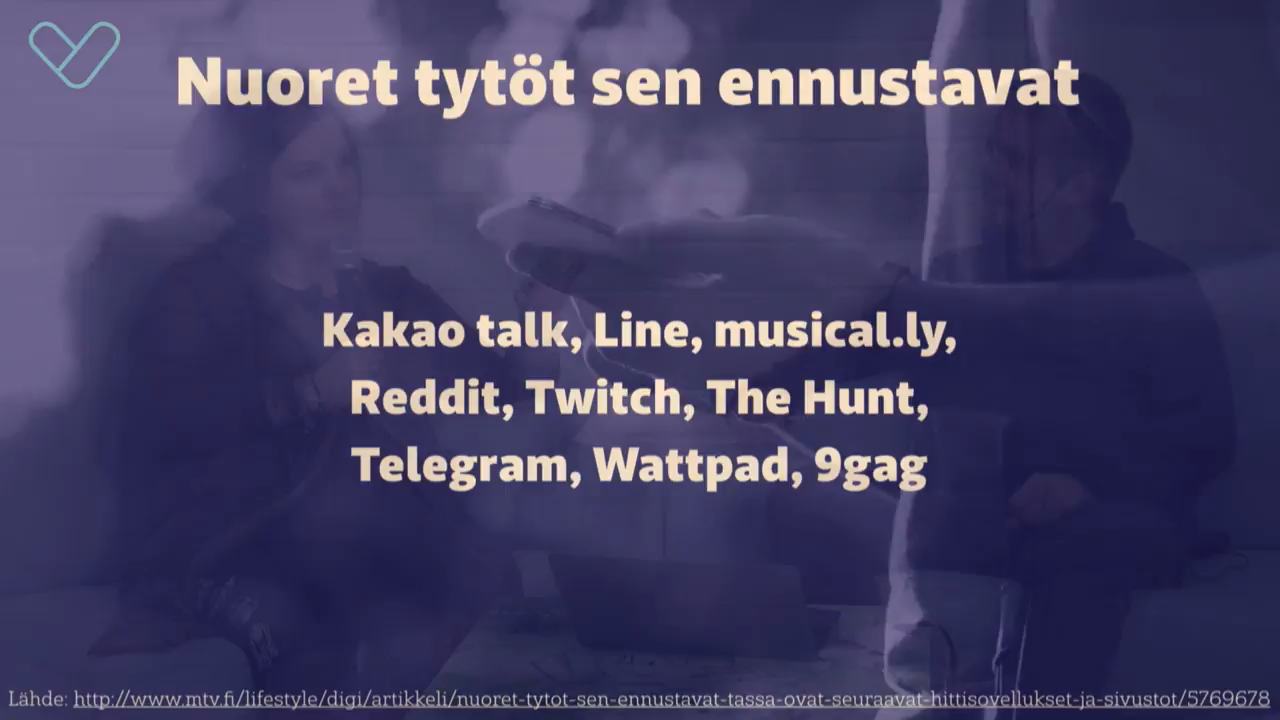 Nuoret tytöt sen ennustavat
Kakao talk, Line, musical.ly,
Reddit, Twitch, The Hunt,
Telegram, Wattpad, 9gag
Lähde: http://www.mtv.fi/lifestyle/digi/artikkeli/nuoret-tytot-sen-ennustavat-tassa-ovat-seuraavat-hittisovellukset-ja-sivustot/5769678